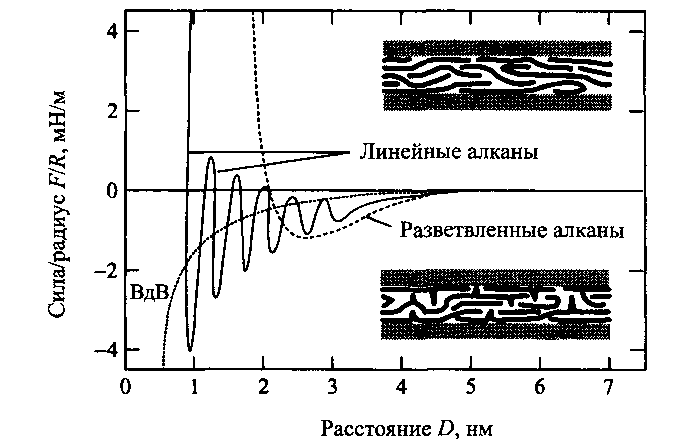 4
2
0
−2
−4
Сила/радиус F/R, мН/м
Линейные алканы
Разветвленные алканы
ВдВ
0 1 2 3 4 5 6 7
Расстояние D, нм